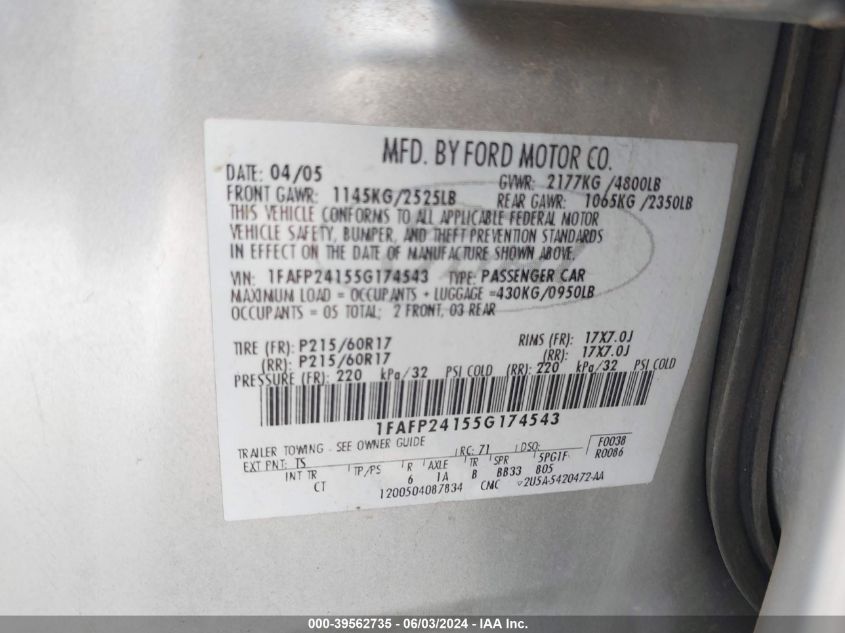 MFD. BY FORD MOTOR CO.
DATE: 04/05 GVWR: 2177KG /4800LB
FRONT GAWR: 1145KG/2525LB REAR GAWR: 1065KG /2350LB
THIS VEHICLE CONFORMS TO ALL APPLICABLE FEDERAL MOTOR
VEHICLE SAFETY, BUMPER, AND THEFT PREVENTION STANDARDS
IN EFFECT ON THE DATE OF MANUFACTURE SHOWN ABOVE.
VIN: 1FAFP24155G174543 TYPE: PASSENGER CAR
MAXIMUM LOAD = OCCUPANTS + LUGGAGE =430KG/0950LB
OCCUPANTS = 05 TOTAL; 2 FRONT, 03 REAR
TIRE (FR): P215/60R17 RIMS (FR): 17X7.0J
(RR): P215/60R17 (RR): 17X7.0J
PRESSURE (FR): 220 kPa/32 PSI COLD (RR): 220 kPa/32 PSI COLD
1FAFP24155G174543
TRAILER TOWING - SEE OWNER GUIDE RC: 71 DSO: F0038
EXT PNT: TS R0086
INT TR TP/PS R AXLE TR SPR 5PG1F
CT 6 1A B BB33 B05
1200504087834 CMC 2U5A-5420472-AA
000-39562735 - 06/03/2024 - IAA Inc.